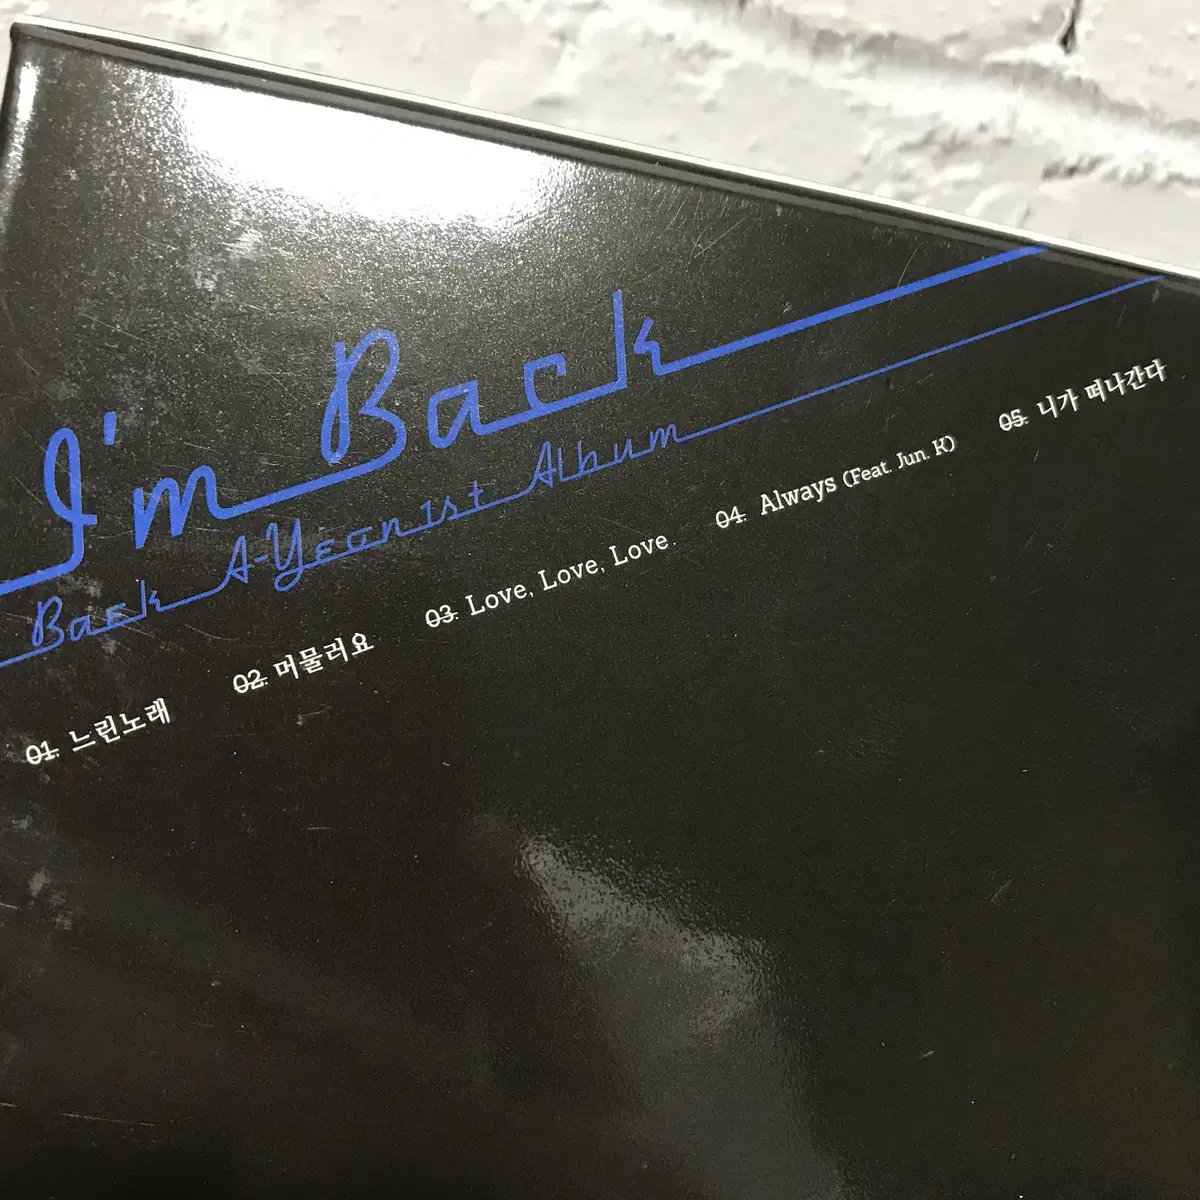 I'm Back
Baek A-Yeon 1st Album
01. 느린노래
02. 머물러요
03. Love, Love, Love.
04. Always (Feat. Jun. K)
05. 니가 떠나간다